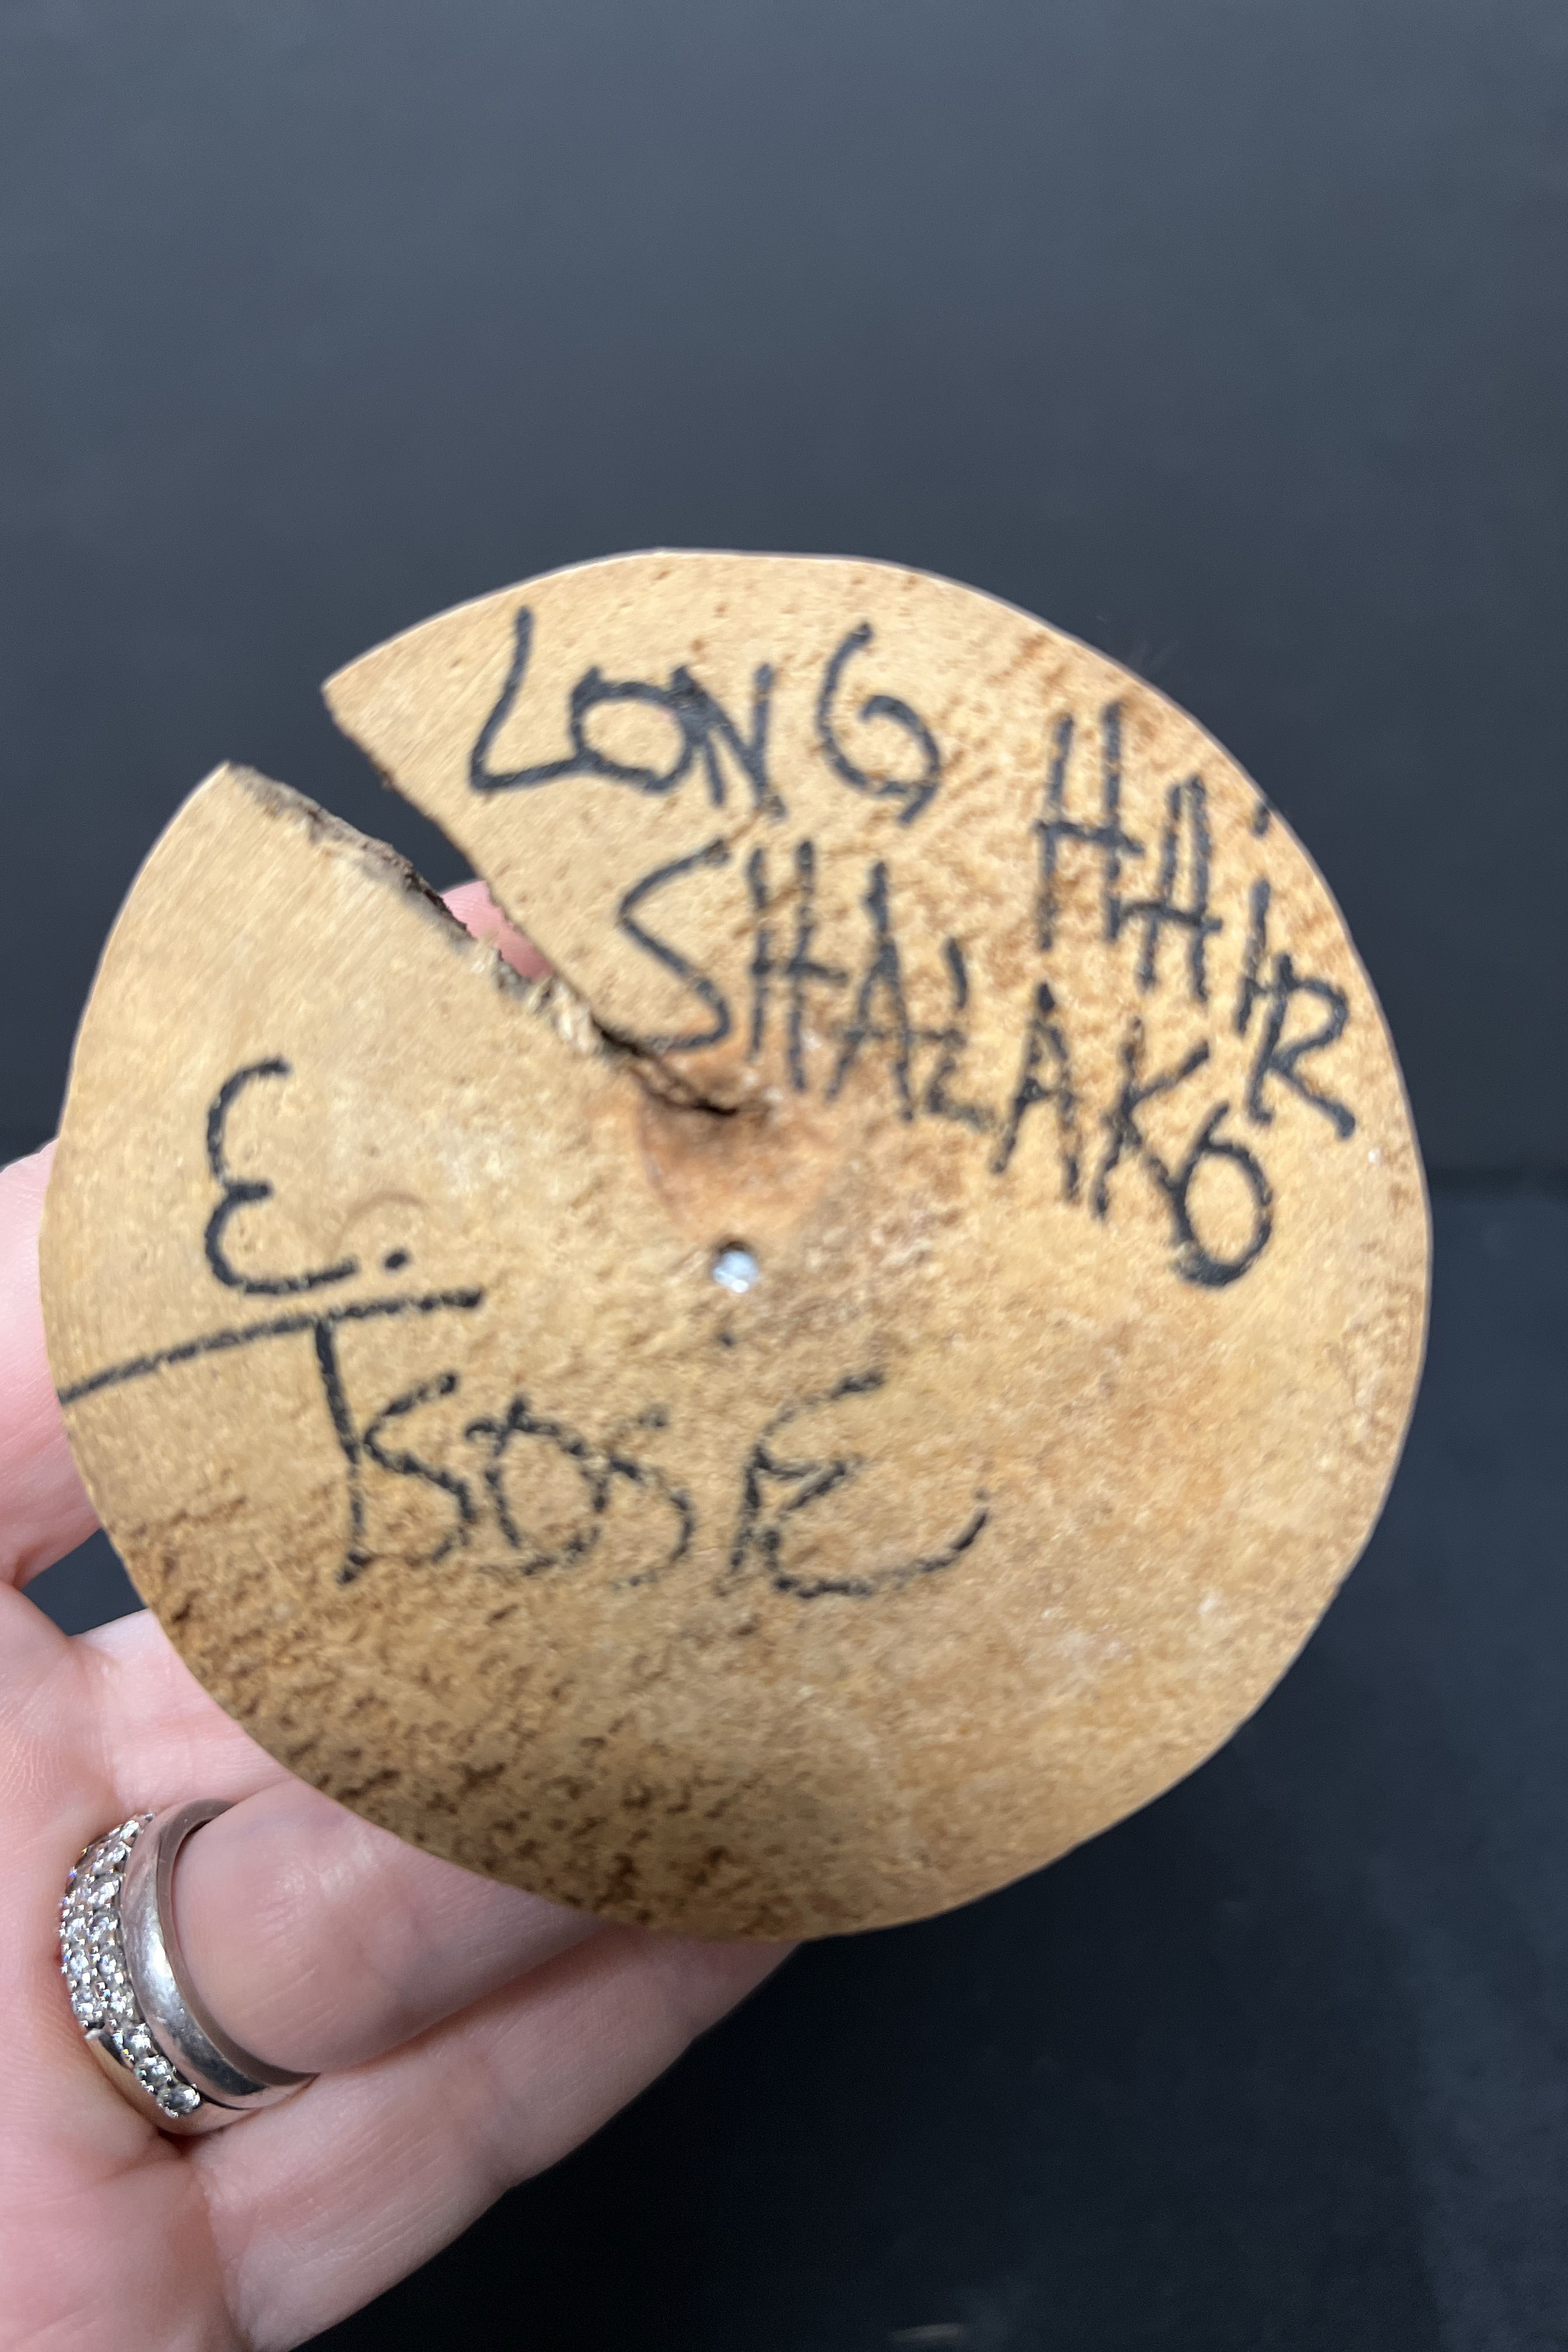 LONG HAiR
SHALAKO
E.
TSOSiE